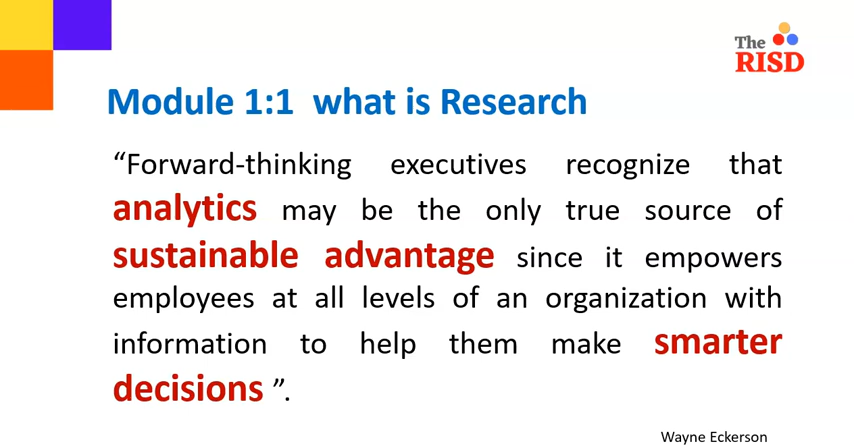 The
RISD
Module 1:1 what is Research
“Forward-thinking executives recognize that
analytics may be the only true source of
sustainable advantage since it empowers
employees at all levels of an organization with
information to help them make smarter
decisions ”.
Wayne Eckerson